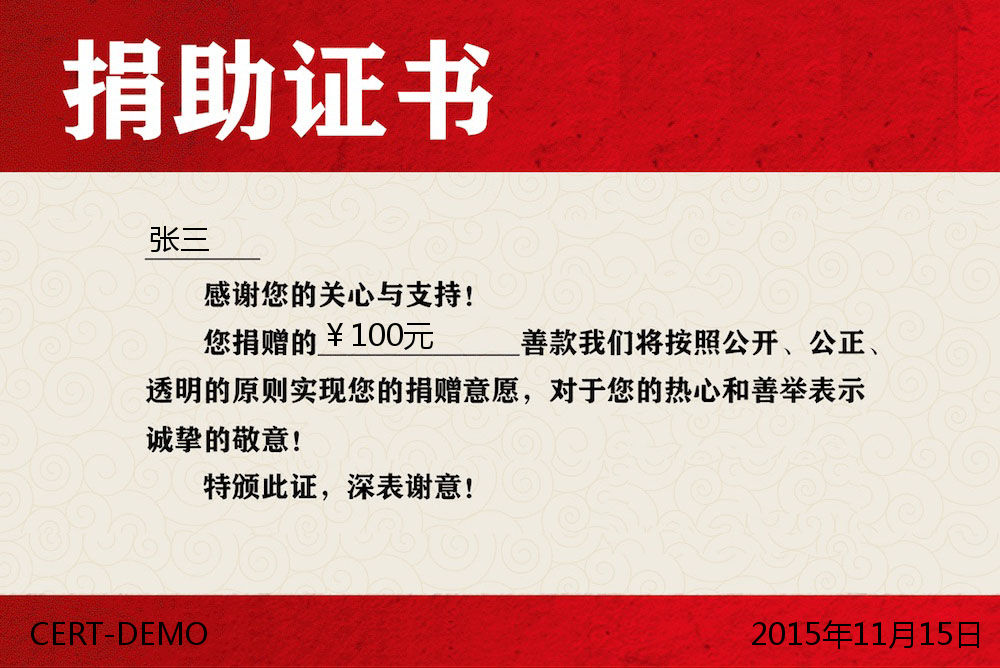 捐助证书
张三
感谢您的关心与支持！
您捐赠的￥100元善款我们将按照公开、公正、
透明的原则实现您的捐赠意愿，对于您的热心和善举表示
诚挚的敬意！
特颁此证，深表谢意！
CERT-DEMO
2015年11月15日